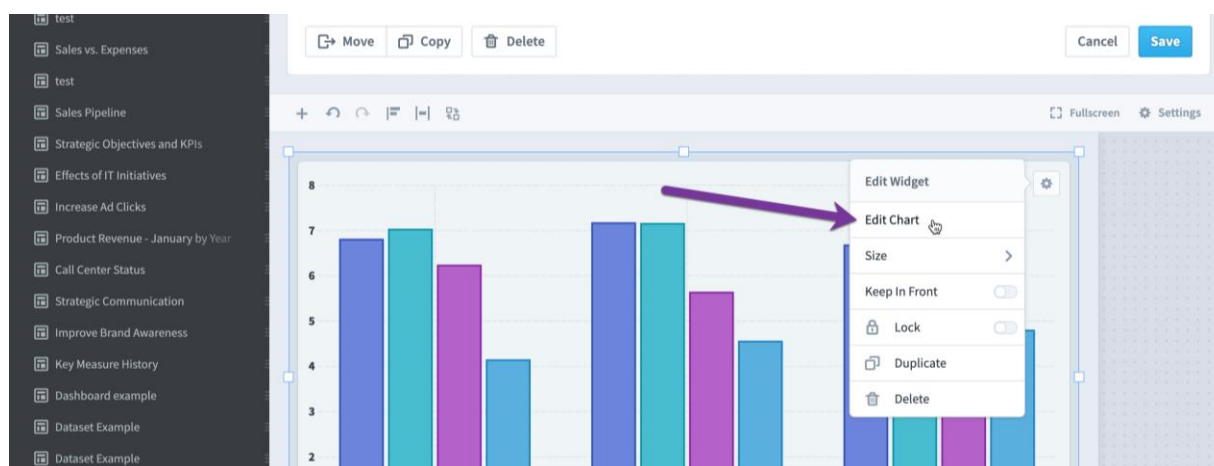 test
Sales vs. Expenses
test
Sales Pipeline
Strategic Objectives and KPIs
Effects of IT Initiatives
Increase Ad Clicks
Product Revenue - January by Year
Call Center Status
Strategic Communication
Improve Brand Awareness
Key Measure History
Dashboard example
Dataset Example
Dataset Example
Move Copy Delete
Cancel Save
Fullscreen Settings
8
7
6
5
4
3
2
Edit Widget
Edit Chart
Size
Keep In Front
Lock
Duplicate
Delete